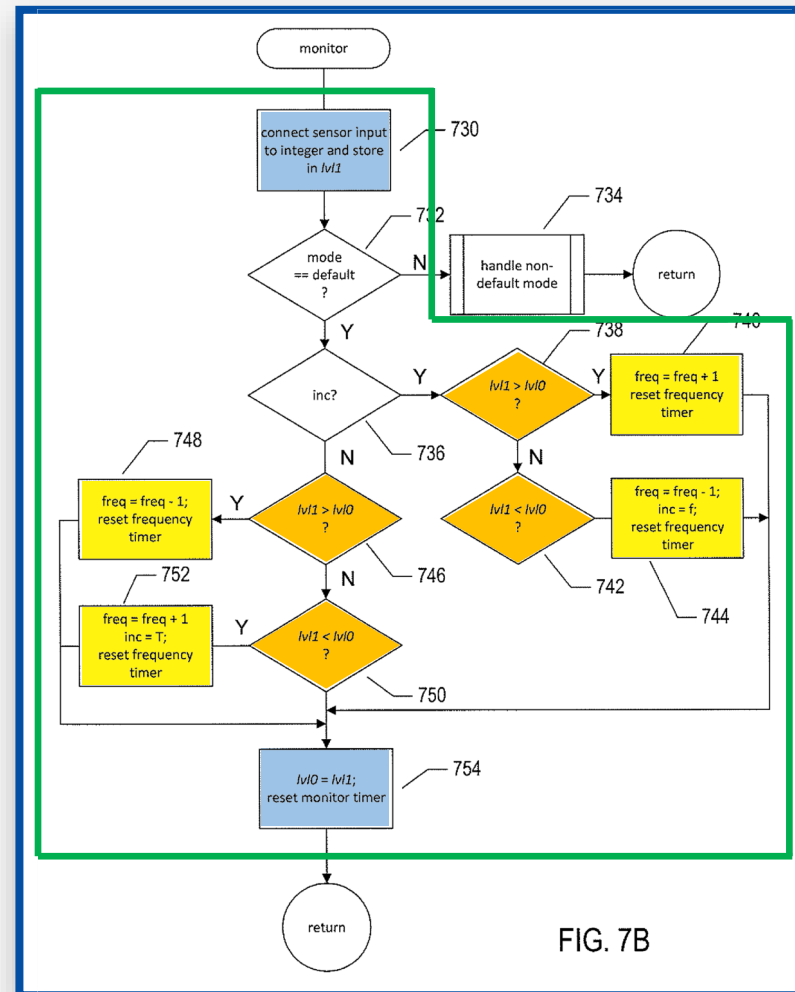 monitor
connect sensor input
to integer and store
in lvl1
730
732
mode
== default
?
N
734
handle non-
default mode
return
Y
738
740
inc?
Y
lvl1 > lvl0
?
Y
freq = freq + 1
reset frequency
timer
736
N
N
748
freq = freq - 1;
reset frequency
timer
Y
lvl1 > lvl0
?
746
lvl1 < lvl0
?
742
freq = freq - 1;
inc = f;
reset frequency
timer
744
N
752
freq = freq + 1
inc = T;
reset frequency
timer
Y
lvl1 < lvl0
?
750
lvl0 = lvl1;
reset monitor timer
754
return
FIG. 7B